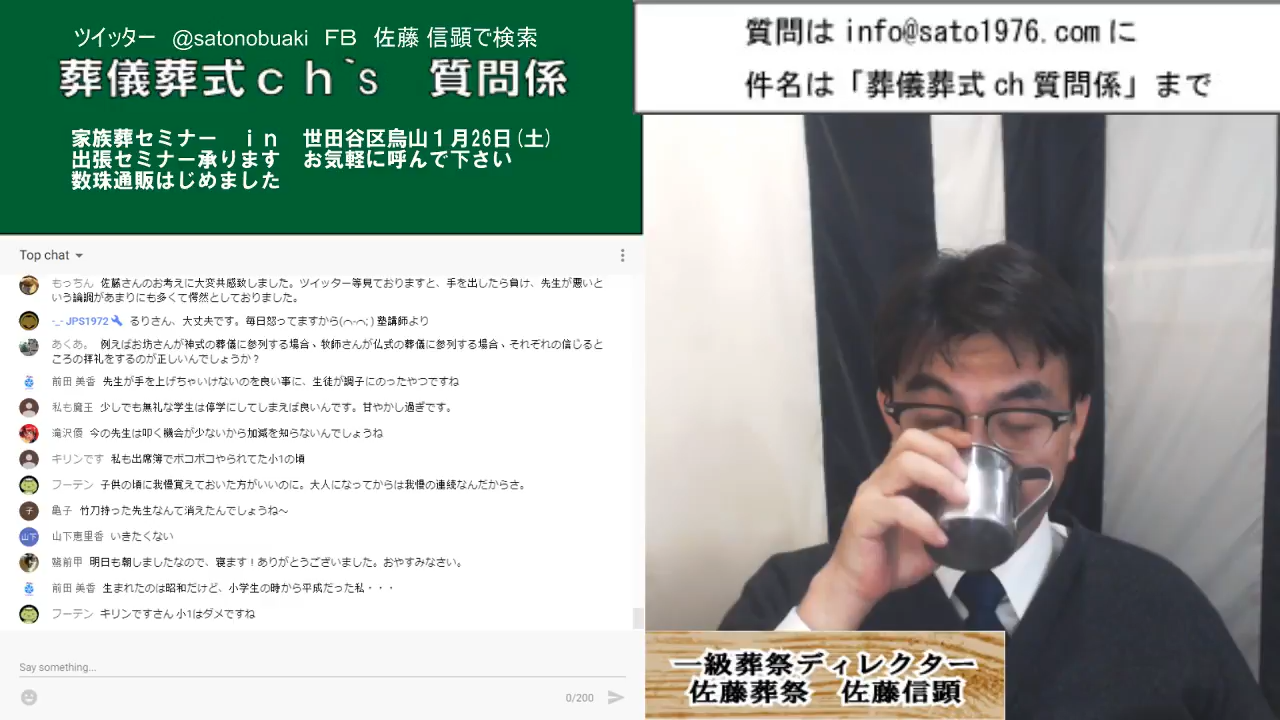 ツイッター　@satonobuaki　ＦＢ　佐藤 信顕で検索
葬儀葬式ｃｈ`s　質問係
家族葬セミナー　ｉｎ　世田谷区烏山１月26日(土)
出張セミナー承ります　お気軽に呼んで下さい
数珠通販はじめました
質問は info@sato1976.com に
件名は「葬儀葬式 ch 質問係」まで
Top chat
もっちん 佐藤さんのお考えに大変共感致しました。ツイッター等見ておりますと、手を出したら負け、先生が悪いと
いう論調があまりにも多くて愕然としておりました。
-_- JPS1972 るりさん、大丈夫です。毎日怒ってますから(⌒-⌒; ) 塾講師より
あくあ。 例えばお坊さんが神式の葬儀に参列する場合、牧師さんが仏式の葬儀に参列する場合、それぞれの信じると
ころの拝礼をするのが正しいんでしょうか？
前田 美香 先生が手を上げちゃいけないのを良い事に、生徒が調子にのったやつですね
私も魔王 少しでも無礼な学生は停学にしてしまえば良いんです。甘やかし過ぎです。
滝沢優 今の先生は叩く機会が少ないから加減を知らないんでしょうね
キリンです 私も出席簿でボコボコやられてた小1の頃
フーテン 子供の頃に我慢覚えておいた方がいいのに。大人になってからは我慢の連続なんだからさ。
子
亀子 竹刀持った先生なんて消えたんでしょうね〜
山下
山下恵里香 いきたくない
明日も朝しましたなので、寝ます！ありがとうございました。おやすみなさい。
前田 美香 生まれたのは昭和だけど、小学生の時から平成だった私・・・
フーテン キリンですさん 小1はダメですね
Say something...
0/200
一級葬祭ディレクター
佐藤葬祭　佐藤信顕